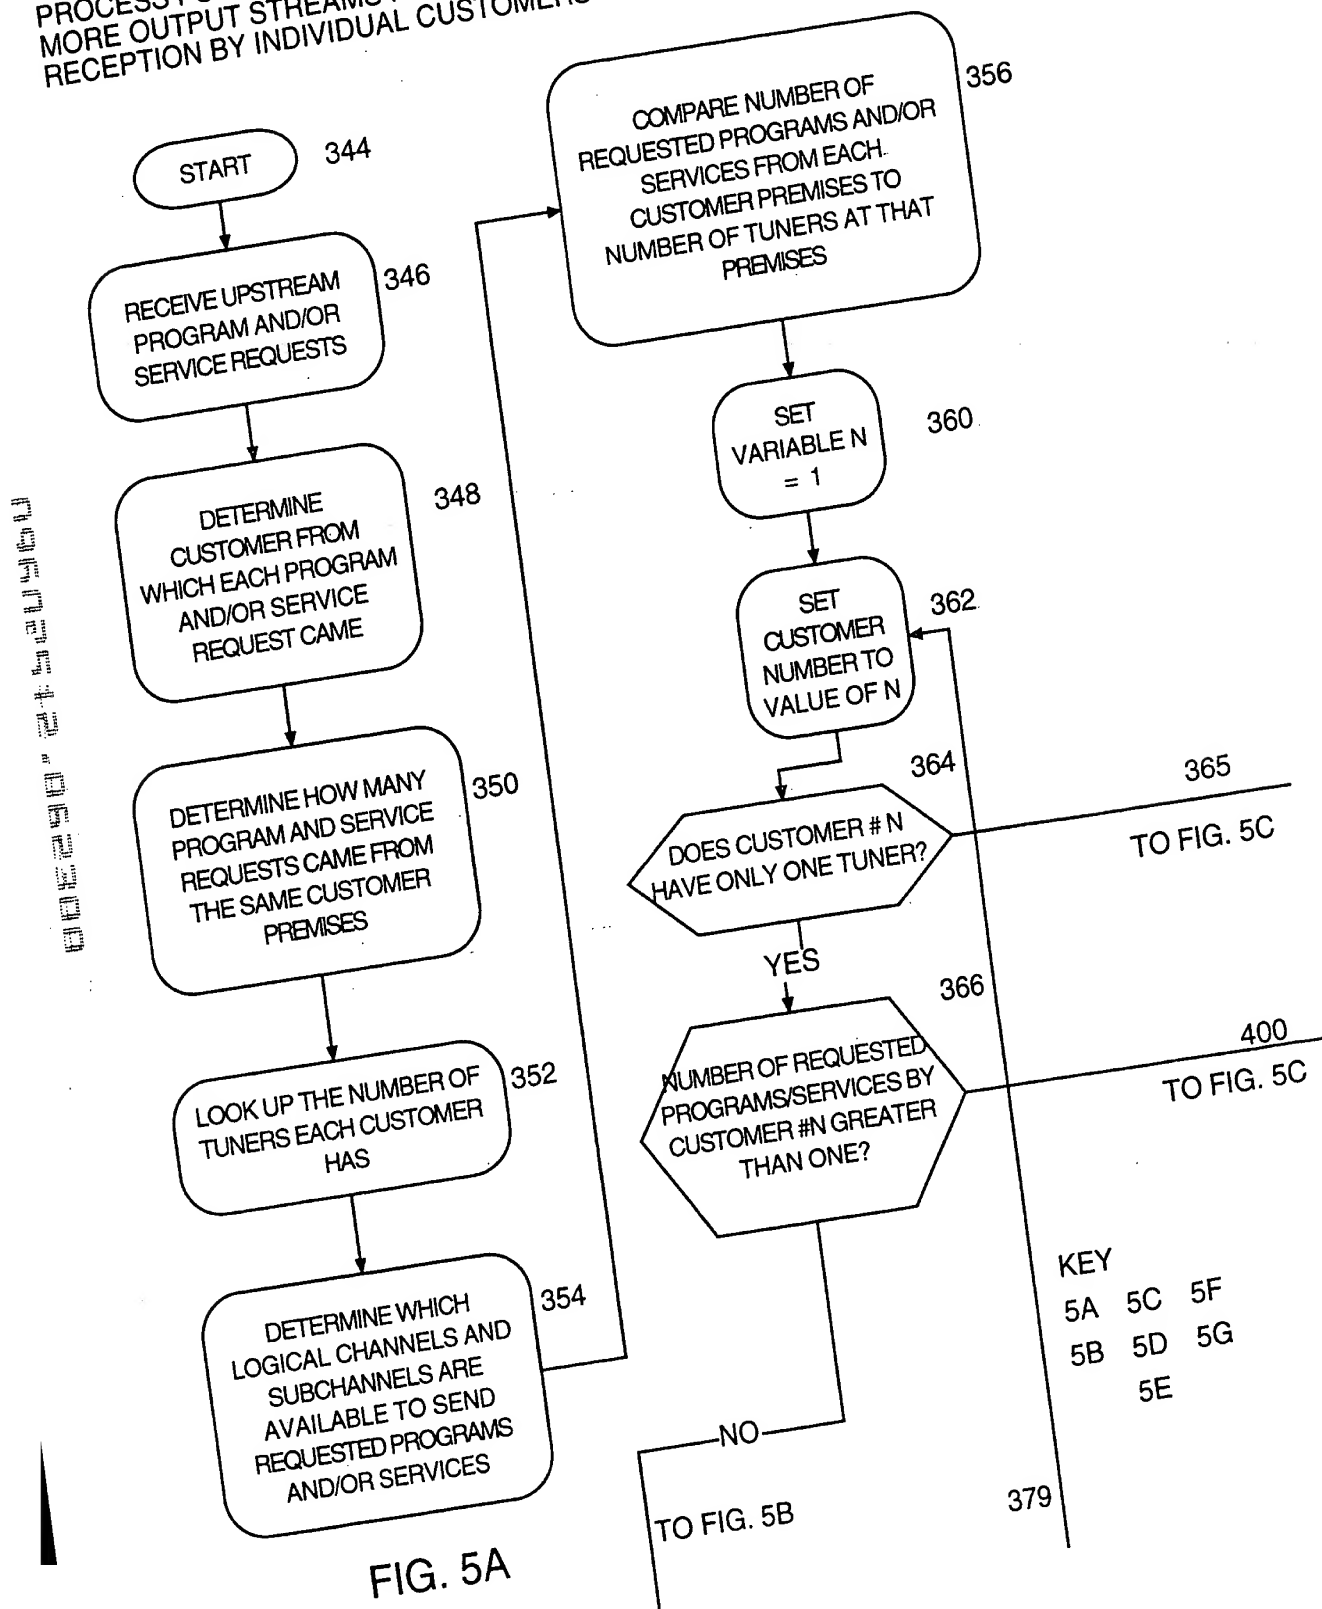 PROCESS
MORE OUTPUT STREAMS
RECEPTION BY INDIVIDUAL CUSTOMERS
START
344
RECEIVE UPSTREAM
PROGRAM AND/OR
SERVICE REQUESTS
346
DETERMINE
CUSTOMER FROM
WHICH EACH PROGRAM
AND/OR SERVICE
REQUEST CAME
348
DETERMINE HOW MANY
PROGRAM AND SERVICE
REQUESTS CAME FROM
THE SAME CUSTOMER
PREMISES
350
LOOK UP THE NUMBER OF
TUNERS EACH CUSTOMER
HAS
352
DETERMINE WHICH
LOGICAL CHANNELS AND
SUBCHANNELS ARE
AVAILABLE TO SEND
REQUESTED PROGRAMS
AND/OR SERVICES
354
COMPARE NUMBER OF
REQUESTED PROGRAMS AND/OR
SERVICES FROM EACH
CUSTOMER PREMISES TO
NUMBER OF TUNERS AT THAT
PREMISES
356
SET
VARIABLE N
= 1
360
SET
CUSTOMER
NUMBER TO
VALUE OF N
362
DOES CUSTOMER # N
HAVE ONLY ONE TUNER?
364
365
TO FIG. 5C
YES
NUMBER OF REQUESTED
PROGRAMS/SERVICES BY
CUSTOMER #N GREATER
THAN ONE?
366
400
TO FIG. 5C
NO
TO FIG. 5B
379
KEY
5A 5C 5F
5B 5D 5G
5E
FIG. 5A